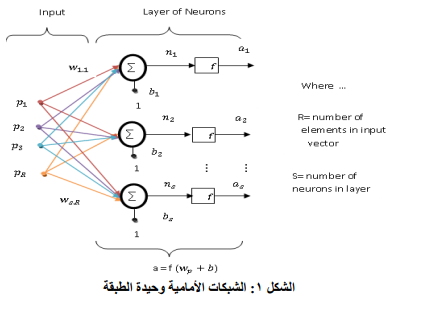 Input
Layer of Neurons
w1,1
n1
a1
Σ
f
b1
1
p1
p2
p3
pR
n2
a2
Σ
f
b2
1
ns
as
Σ
f
ws,R
bs
1
Where ...
R= number of
elements in input
vector
S= number of
neurons in layer
a = f (wp + b)
الشكل ١: الشبكات الأمامية وحيدة الطبقة